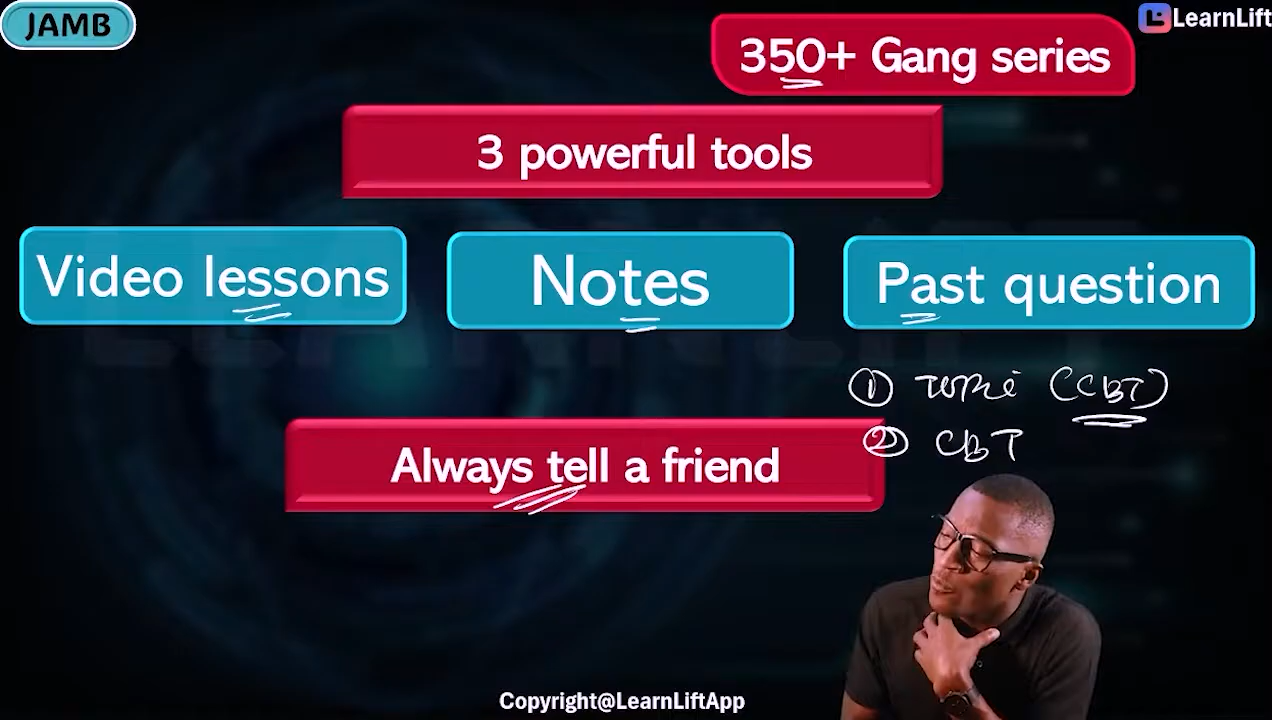 JAMB
LearnLift
350+ Gang series
3 powerful tools
Video lessons
Notes
Past question
① (CBT)
② CBT
Always tell a friend
Copyright@LearnLiftApp